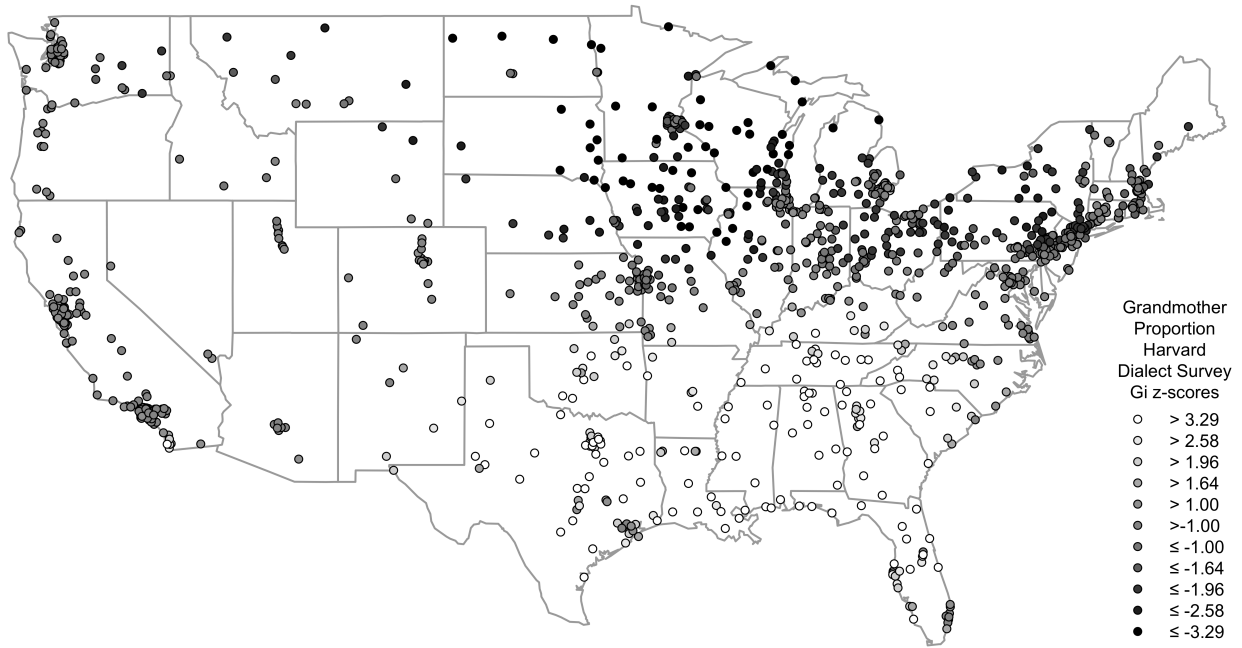 Grandmother
Proportion
Harvard
Dialect Survey
Gi z-scores
> 3.29
> 2.58
> 1.96
> 1.64
> 1.00
>-1.00
≤ -1.00
≤ -1.64
≤ -1.96
≤ -2.58
≤ -3.29